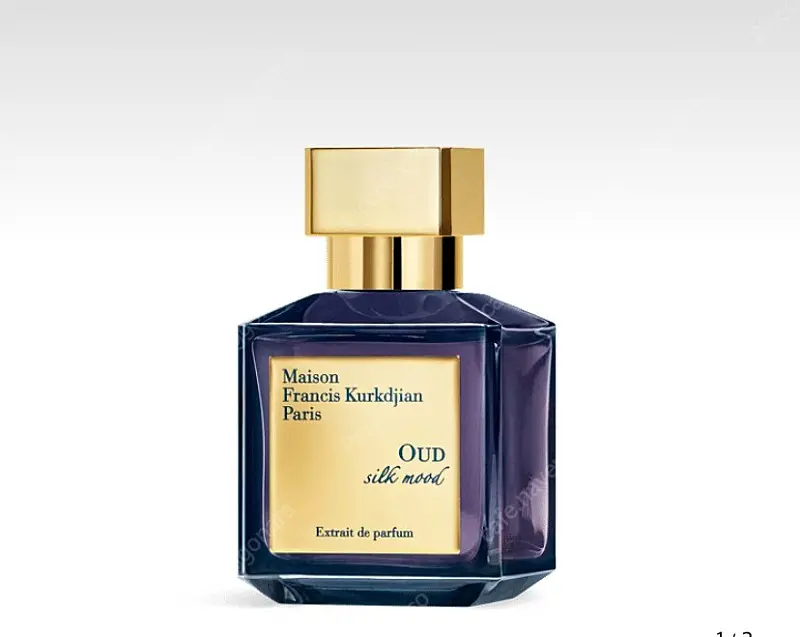 Maison
Francis Kurkdjian
Paris
OUD
silk mood
Extrait de parfum